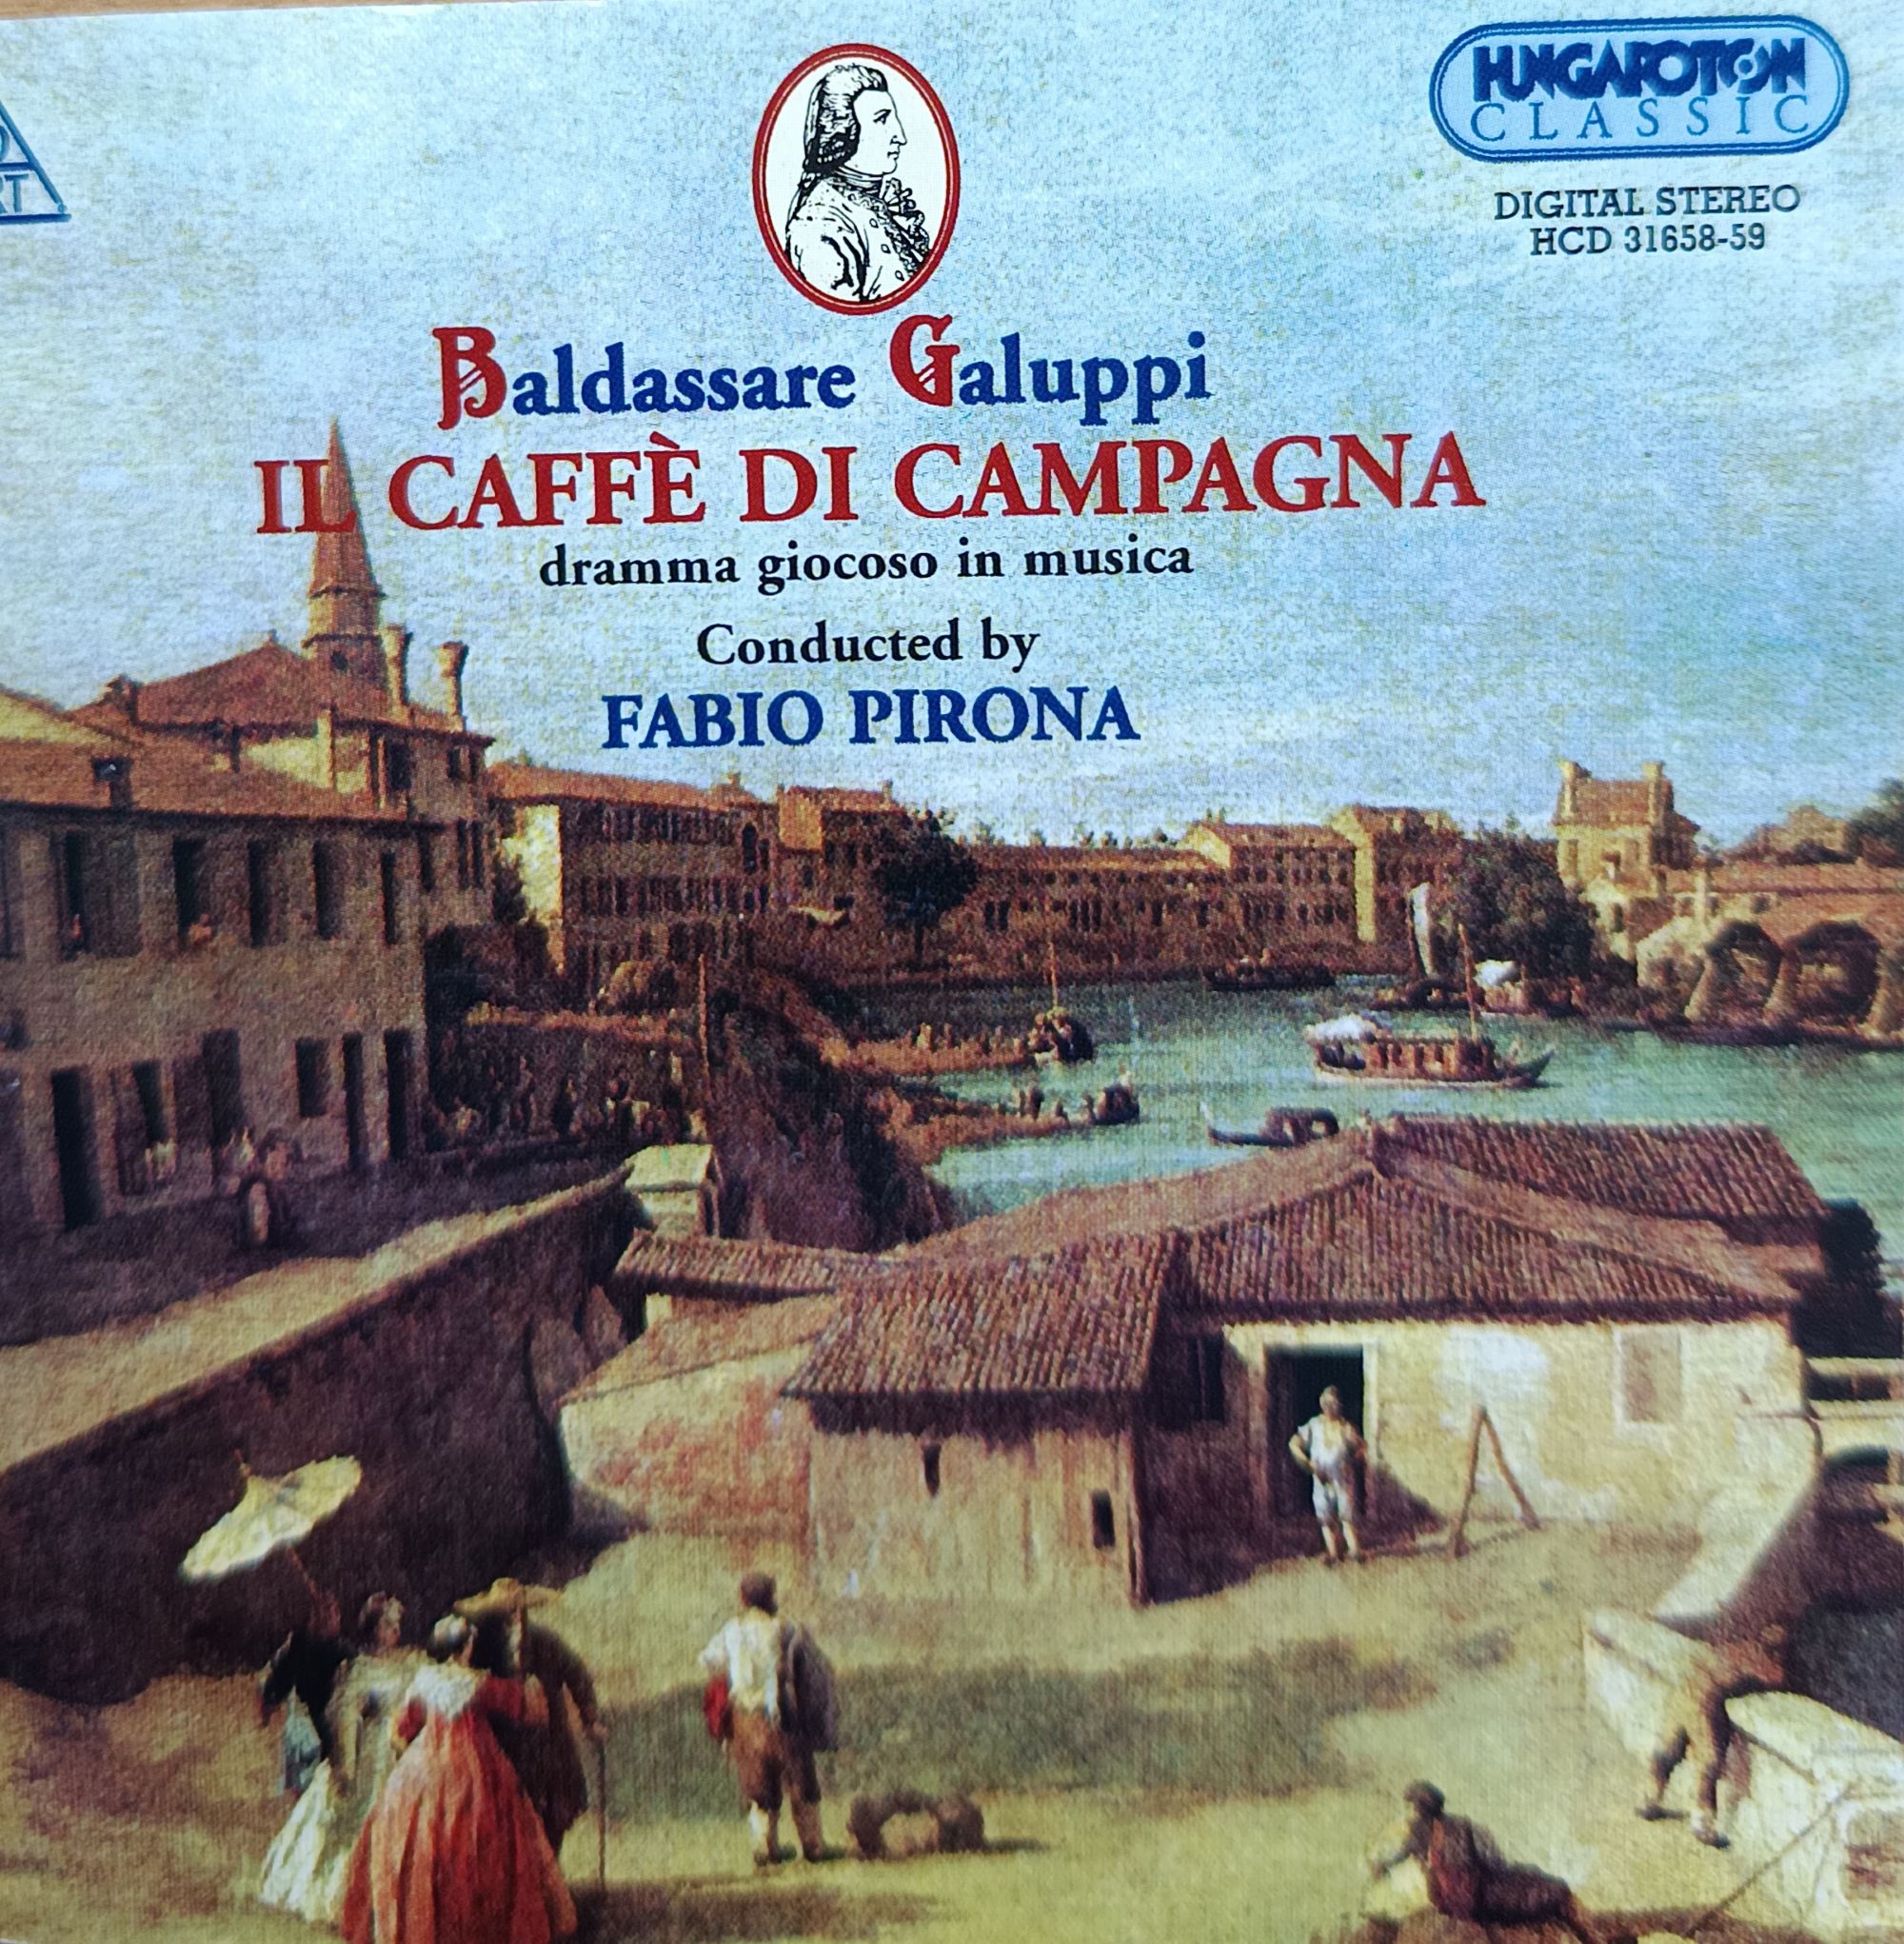 HUNGAROTON
CLASSIC
DIGITAL STEREO
HCD 31658-59
Baldassare Galuppi
IL CAFFÈ DI CAMPAGNA
dramma giocoso in musica
Conducted by
FABIO PIRONA